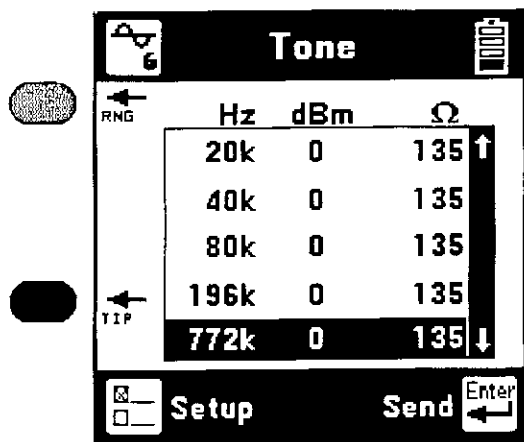 6 Tone
RNG
Hz dBm Ω
20k 0 135
40k 0 135
80k 0 135
196k 0 135
TIP
772k 0 135
Setup Send Enter